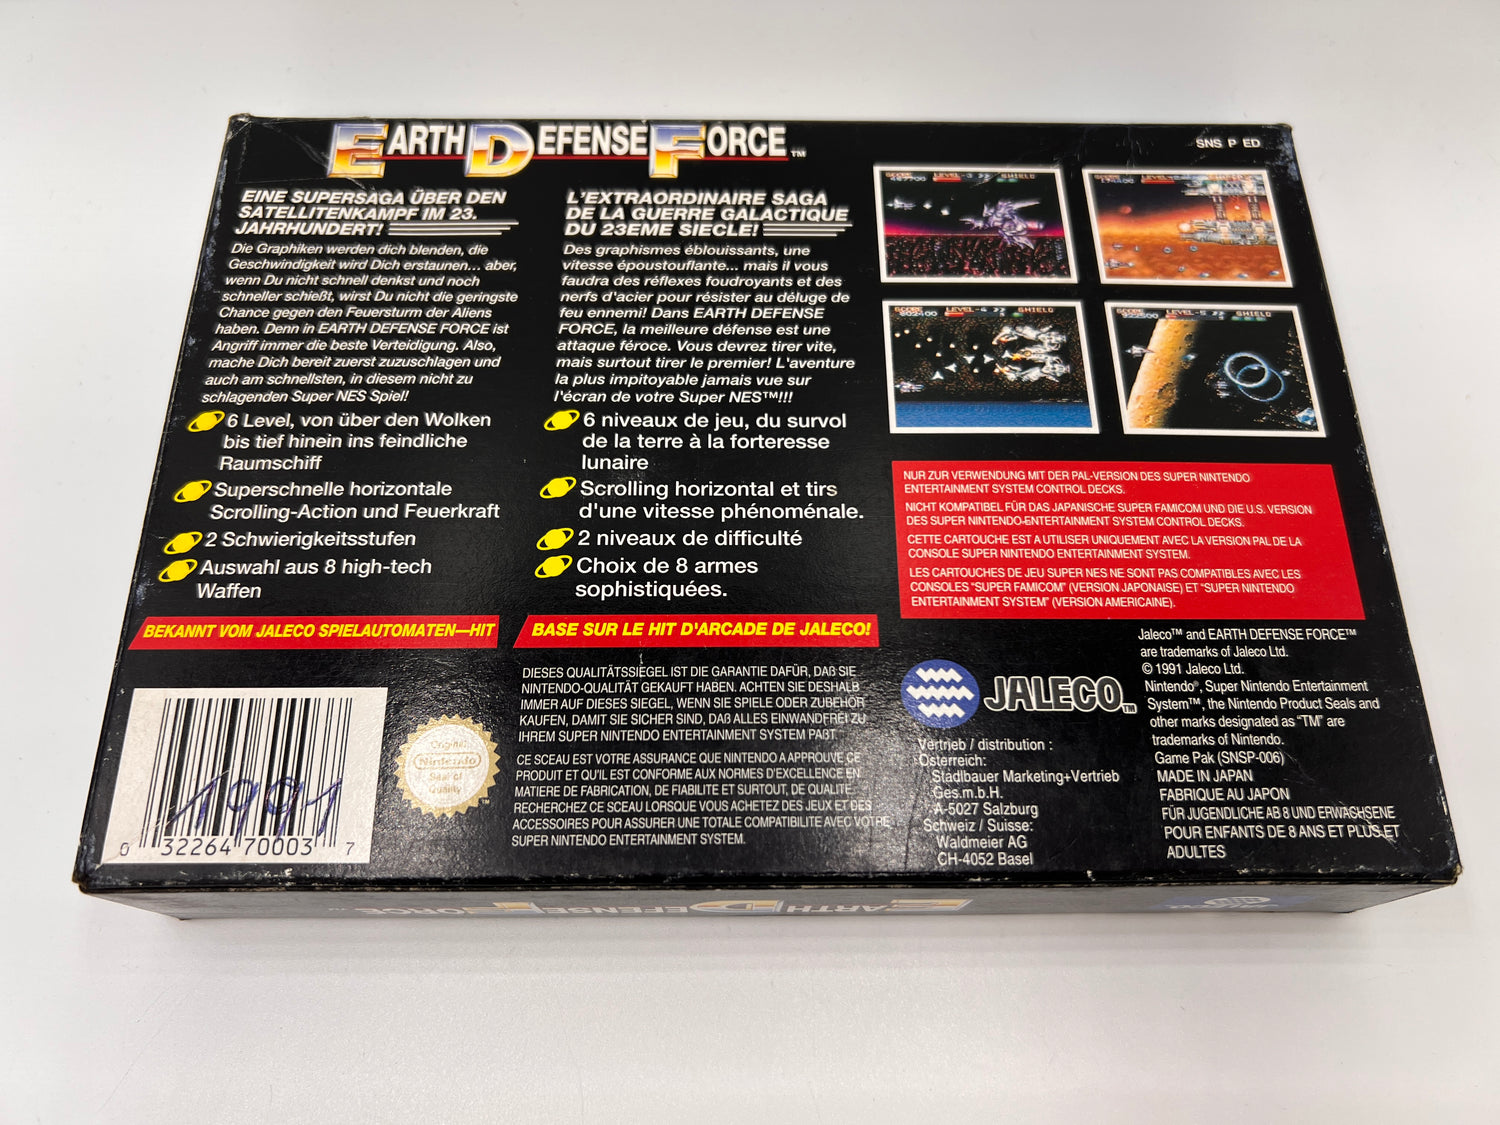 EARTH DEFENSE FORCE™
SNS P ED
EINE SUPERSAGA ÜBER DEN
SATELLITENKAMPF IM 23.
JAHRHUNDERT!
Die Graphiken werden dich blenden, die
Geschwindigkeit wird Dich erstaunen... aber,
wenn Du nicht schnell denkst und noch
schneller schießt, wirst Du nicht die geringste
Chance gegen den Feuersturm der Aliens
haben. Denn in EARTH DEFENSE FORCE ist
Angriff immer die beste Verteidigung. Also,
mache Dich bereit zuerst zuzuschlagen und
auch am schnellsten, in diesem nicht zu
schlagenden Super NES Spiel!
6 Level, von über den Wolken
bis tief hinein ins feindliche
Raumschiff
Superschnelle horizontale
Scrolling-Action und Feuerkraft
2 Schwierigkeitsstufen
Auswahl aus 8 high-tech
Waffen
BEKANNT VOM JALECO SPIELAUTOMATEN—HIT
L'EXTRAORDINAIRE SAGA
DE LA GUERRE GALACTIQUE
DU 23EME SIECLE!
Des graphismes éblouissants, une
vitesse époustouflante... mais il vous
faudra des réflexes foudroyants et des
nerfs d'acier pour résister au déluge de
feu ennemi! Dans EARTH DEFENSE
FORCE, la meilleure défense est une
attaque féroce. Vous devrez tirer vite,
mais surtout tirer le premier! L'aventure
la plus impitoyable jamais vue sur
l'écran de votre Super NES™!!!
6 niveaux de jeu, du survol
de la terre à la forteresse
lunaire
Scrolling horizontal et tirs
d'une vitesse phénoménale.
2 niveaux de difficulté
Choix de 8 armes
sophistiquées.
BASE SUR LE HIT D'ARCADE DE JALECO!
LEVEL-3 SHIELD
LEVEL-4 SHIELD
LEVEL-5 SHIELD
NUR ZUR VERWENDUNG MIT DER PAL-VERSION DES SUPER NINTENDO
ENTERTAINMENT SYSTEM CONTROL DECKS.
NICHT KOMPATIBEL FÜR DAS JAPANISCHE SUPER FAMICOM UND DIE U.S. VERSION
DES SUPER NINTENDO-ENTERTAINMENT SYSTEM CONTROL DECKS.
CETTE CARTOUCHE EST A UTILISER UNIQUEMENT AVEC LA VERSION PAL DE LA
CONSOLE SUPER NINTENDO ENTERTAINMENT SYSTEM.
LES CARTOUCHES DE JEU SUPER NES NE SONT PAS COMPATIBLES AVEC LES
CONSOLES "SUPER FAMICOM" (VERSION JAPONAISE) ET "SUPER NINTENDO
ENTERTAINMENT SYSTEM" (VERSION AMERICAINE).
1991
0 32264 70003 7
Original
Nintendo
Seal of
Quality
DIESES QUALITÄTSSIEGEL IST DIE GARANTIE DAFÜR, DAß SIE
NINTENDO-QUALITÄT GEKAUFT HABEN. ACHTEN SIE DESHALB
IMMER AUF DIESES SIEGEL, WENN SIE SPIELE ODER ZUBEHÖR
KAUFEN, DAMIT SIE SICHER SIND, DAß ALLES EINWANDFREI ZU
IHREM SUPER NINTENDO ENTERTAINMENT SYSTEM PAßT.
CE SCEAU EST VOTRE ASSURANCE QUE NINTENDO A APPROUVE CE
PRODUIT ET QU'IL EST CONFORME AUX NORMES D'EXCELLENCE EN
MATIERE DE FABRICATION, DE FIABILITE ET SURTOUT, DE QUALITE.
RECHERCHEZ CE SCEAU LORSQUE VOUS ACHETEZ DES JEUX ET DES
ACCESSOIRES POUR ASSURER UNE TOTALE COMPATIBILITE AVEC VOTRE
SUPER NINTENDO ENTERTAINMENT SYSTEM.
JALECO™
Vertrieb / distribution :
Österreich:
Stadlbauer Marketing+Vertrieb
Ges.m.b.H.
A-5027 Salzburg
Schweiz / Suisse:
Waldmeier AG
CH-4052 Basel
Jaleco™ and EARTH DEFENSE FORCE™
are trademarks of Jaleco Ltd.
© 1991 Jaleco Ltd.
Nintendo®, Super Nintendo Entertainment
System™, the Nintendo Product Seals and
other marks designated as "TM" are
trademarks of Nintendo.
Game Pak (SNSP-006)
MADE IN JAPAN
FABRIQUE AU JAPON
FÜR JUGENDLICHE AB 8 UND ERWACHSENE
POUR ENFANTS DE 8 ANS ET PLUS ET
ADULTES
EARTH DEFENSE FORCE